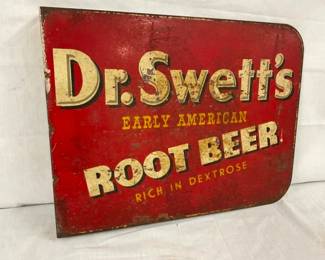 Dr. Swett's
EARLY AMERICAN
ROOT BEER.
RICH IN DEXTROSE